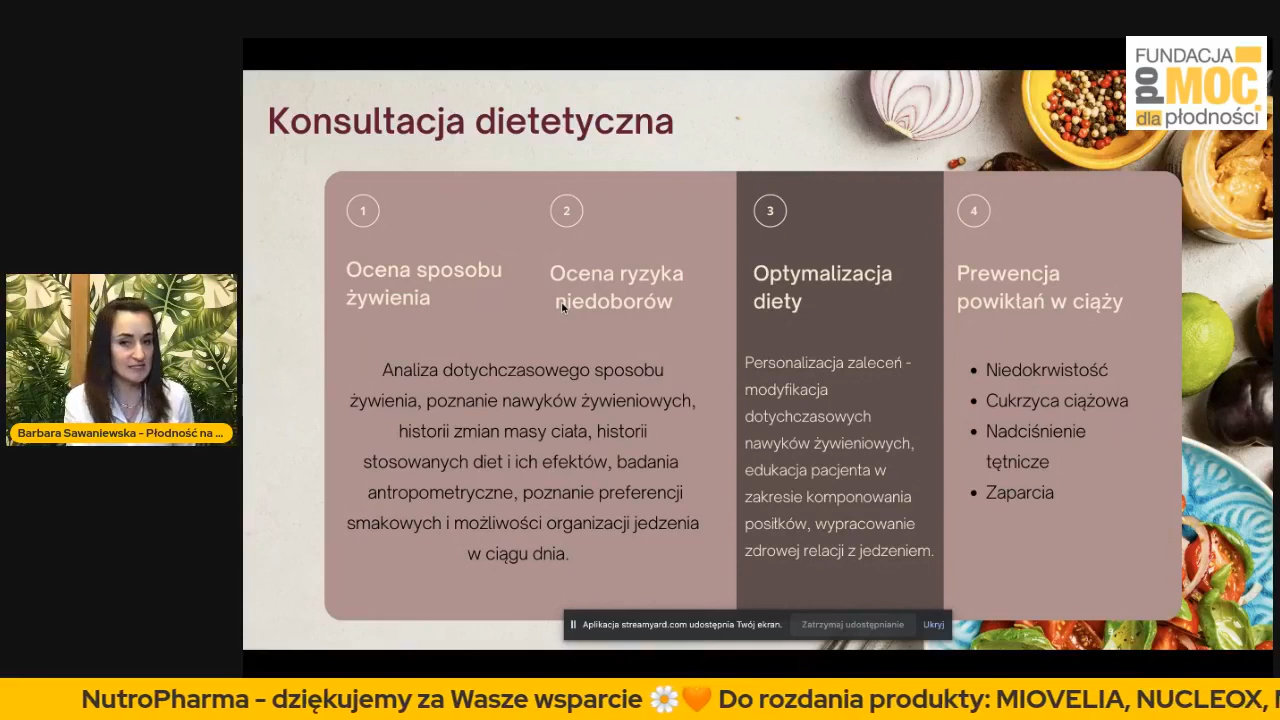 Konsultacja dietetyczna
FUNDACJA
poMOC
dla płodności
1
Ocena sposobu
żywienia
2
Ocena ryzyka
niedoborów
Analiza dotychczasowego sposobu
żywienia, poznanie nawyków żywieniowych,
historii zmian masy ciała, historii
stosowanych diet i ich efektów, badania
antropometryczne, poznanie preferencji
smakowych i możliwości organizacji jedzenia
w ciągu dnia.
3
Optymalizacja
diety
Personalizacja zaleceń -
modyfikacja
dotychczasowych
nawyków żywieniowych,
edukacja pacjenta w
zakresie komponowania
posiłków, wypracowanie
zdrowej relacji z jedzeniem.
4
Prewencja
powikłań w ciąży
• Niedokrwistość
• Cukrzyca ciążowa
• Nadciśnienie
tętnicze
• Zaparcia
Barbara Sawaniewska - Płodność na ...
Aplikacja streamyard.com udostępnia Twój ekran.
Zatrzymaj udostępnianie
Ukryj
NutroPharma - dziękujemy za Wasze wsparcie 🌼🧡 Do rozdania produkty: MIOVELIA, NUCLEOX,